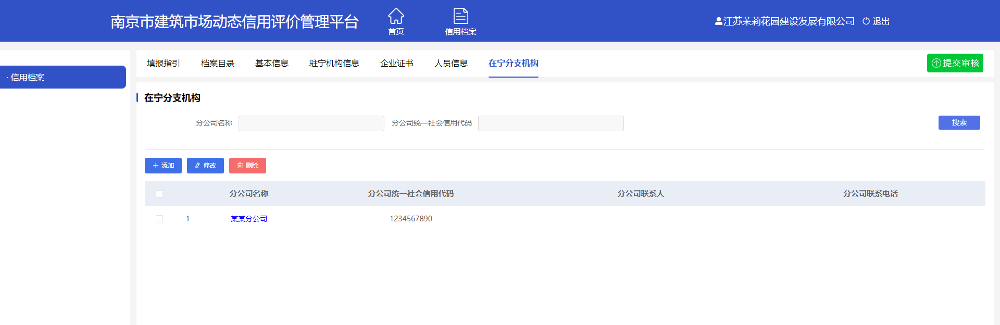 南京市建筑市场动态信用评价管理平台
首页
信用档案
江苏茉莉花园建设发展有限公司
退出
· 信用档案
填报指引
档案目录
基本信息
驻宁机构信息
企业证书
人员信息
在宁分支机构
提交审核
在宁分支机构
分公司名称
分公司统一社会信用代码
搜索
添加
修改
删除
分公司名称
分公司统一社会信用代码
分公司联系人
分公司联系电话
1
某某分公司
1234567890